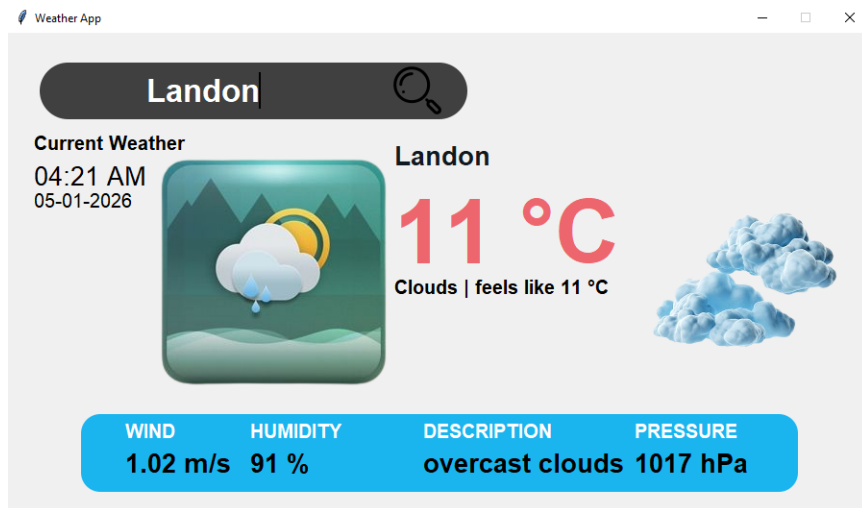 Weather App
Landon
Current Weather
04:21 AM
05-01-2026
Landon
11 °C
Clouds | feels like 11 °C
WIND HUMIDITY DESCRIPTION PRESSURE
1.02 m/s 91 % overcast clouds 1017 hPa